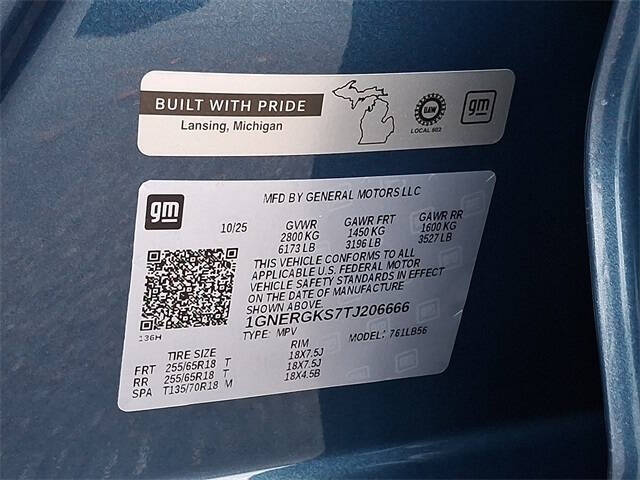 BUILT WITH PRIDE
Lansing, Michigan
UAW
LOCAL 602
gm
gm
MFD BY GENERAL MOTORS LLC
10/25 GVWR GAWR FRT GAWR RR
2800 KG 1450 KG 1600 KG
6173 LB 3196 LB 3527 LB
THIS VEHICLE CONFORMS TO ALL
APPLICABLE U.S. FEDERAL MOTOR
VEHICLE SAFETY STANDARDS IN EFFECT
ON THE DATE OF MANUFACTURE
SHOWN ABOVE.
1GNERGKS7TJ206666
136H TYPE: MPV MODEL: 761LB56
TIRE SIZE RIM
FRT 255/65R18 T 18X7.5J
RR 255/65R18 T 18X7.5J
SPA T135/70R18 M 18X4.5B